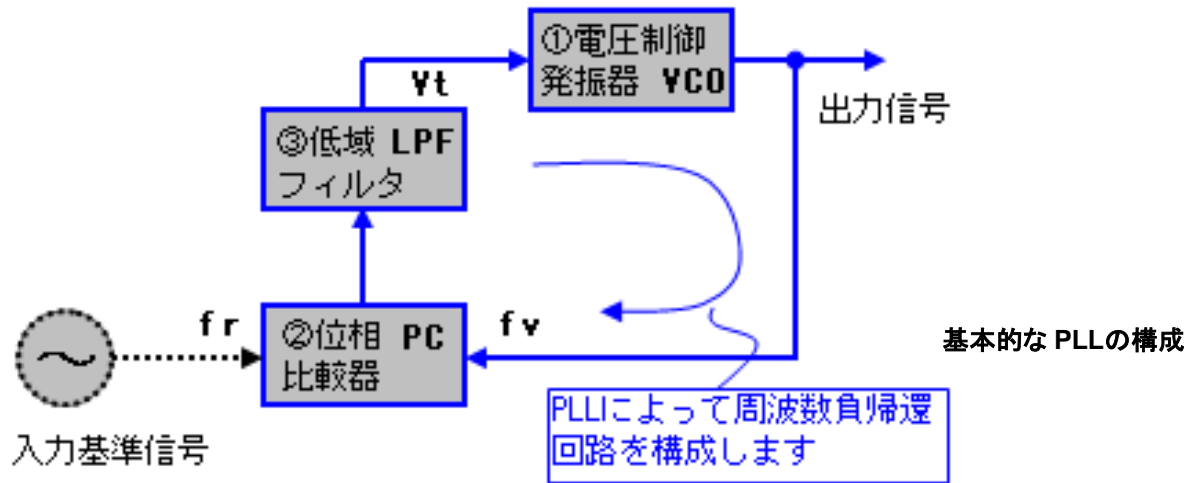 ①電圧制御
発振器 VCO
Vt
出力信号
③低域 LPF
フィルタ
fr
②位相 PC
比較器
fv
基本的な PLLの構成
入力基準信号
PLLによって周波数負帰還
回路を構成します